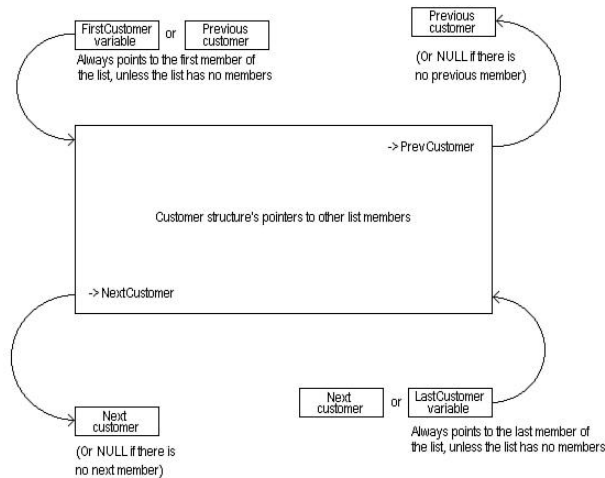 FirstCustomer
variable
or
Previous
customer
Always points to the first member of
the list, unless the list has no members
Previous
customer
(Or NULL if there is
no previous member)
-> PrevCustomer
Customer structure's pointers to other list members
-> NextCustomer
Next
customer
(Or NULL if there is
no next member)
Next
customer
or
LastCustomer
variable
Always points to the last member of
the list, unless the list has no members